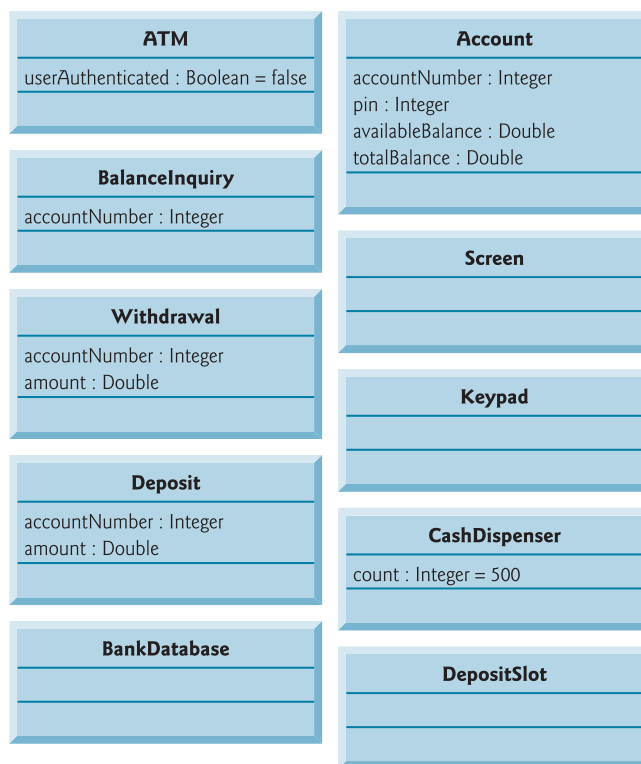 ATM
userAuthenticated : Boolean = false
BalanceInquiry
accountNumber : Integer
Withdrawal
accountNumber : Integer
amount : Double
Deposit
accountNumber : Integer
amount : Double
BankDatabase
Account
accountNumber : Integer
pin : Integer
availableBalance : Double
totalBalance : Double
Screen
Keypad
CashDispenser
count : Integer = 500
DepositSlot